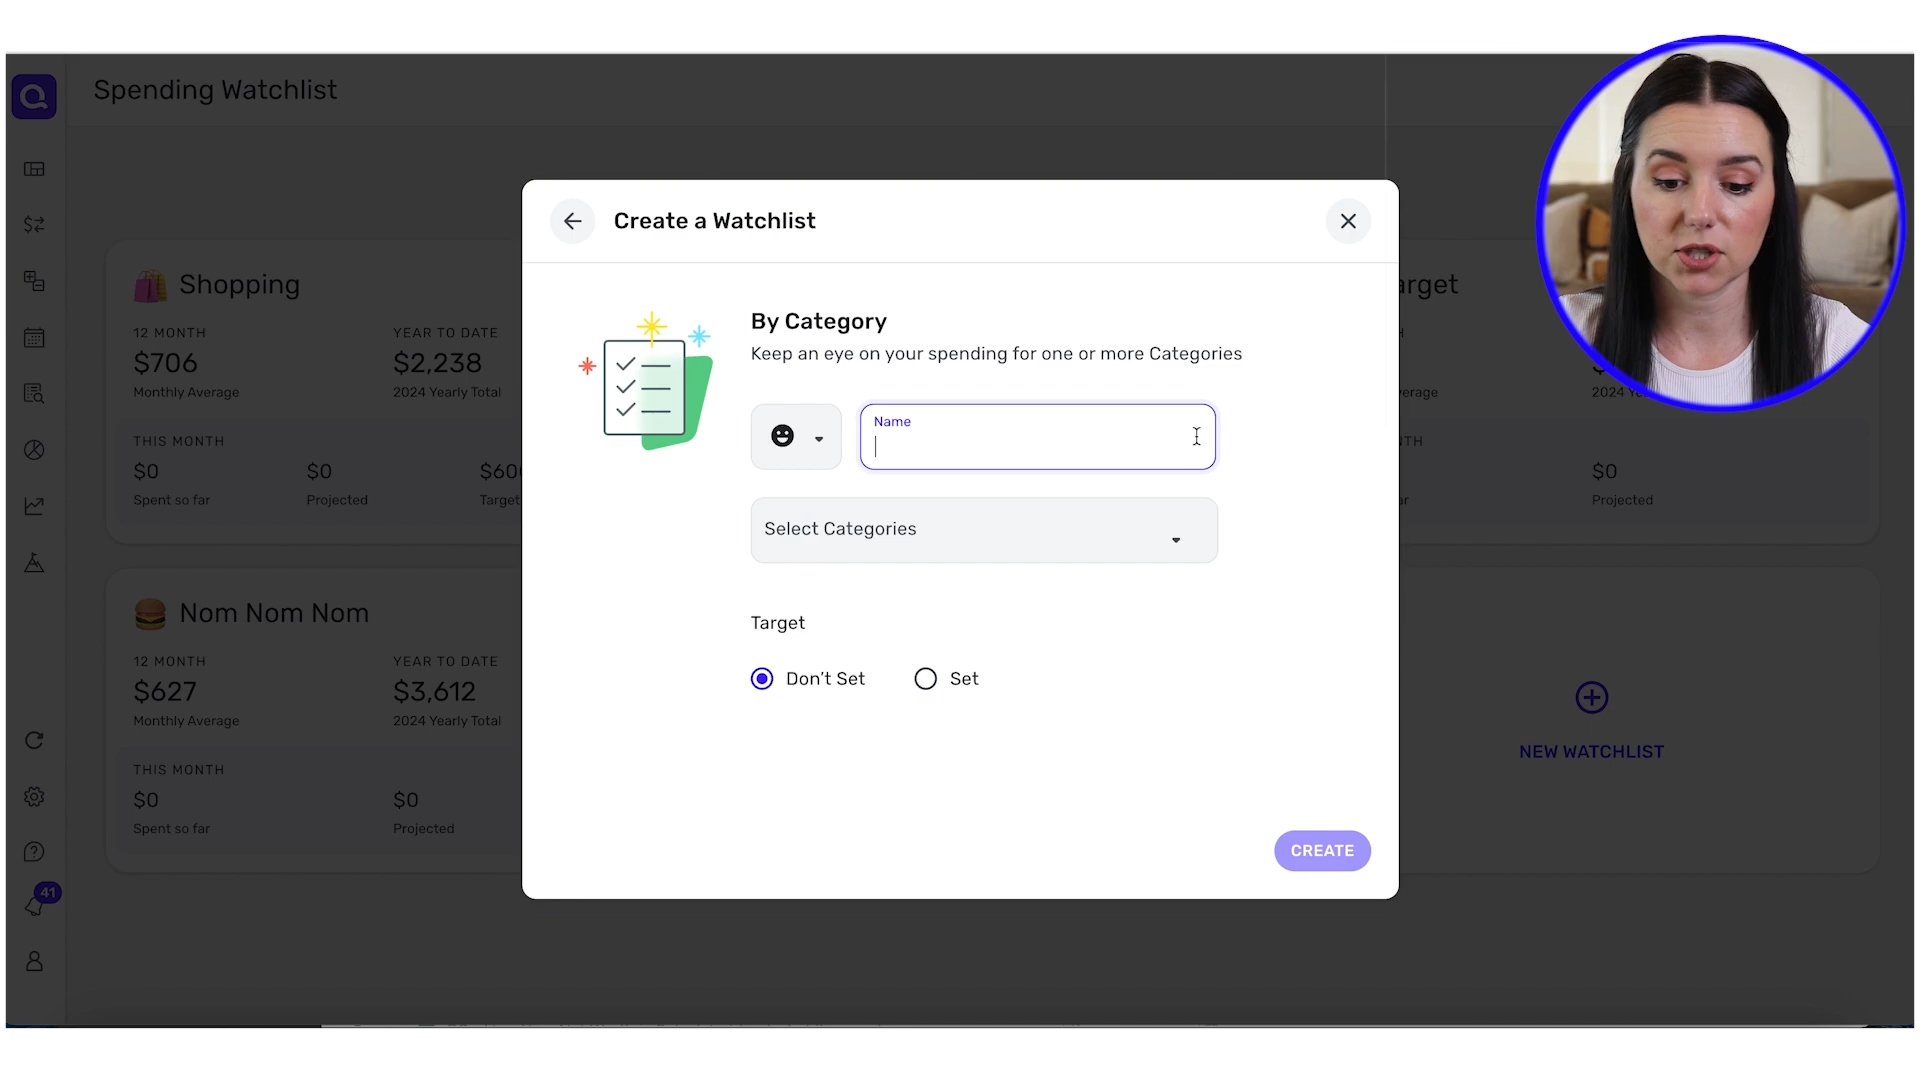 Spending Watchlist
Create a Watchlist
Shopping
12 MONTH
YEAR TO DATE
$706
$2,238
Monthly Average
2024 Yearly Total
THIS MONTH
$0
$0
Spent so far
Projected
Target
By Category
Keep an eye on your spending for one or more Categories
Name
Select Categories
Target
Don't Set
Set
CREATE
$0
Projected
Nom Nom Nom
12 MONTH
YEAR TO DATE
$627
$3,612
Monthly Average
2024 Yearly Total
THIS MONTH
$0
$0
Spent so far
Projected
NEW WATCHLIST
41